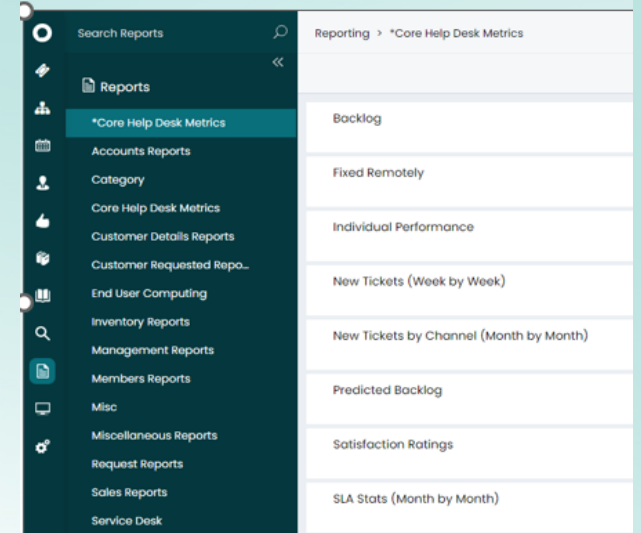 Search Reports
Reports
*Core Help Desk Metrics
Accounts Reports
Category
Core Help Desk Metrics
Customer Details Reports
Customer Requested Repo...
End User Computing
Inventory Reports
Management Reports
Members Reports
Misc
Miscellaneous Reports
Request Reports
Sales Reports
Service Desk
Reporting > *Core Help Desk Metrics
Backlog
Fixed Remotely
Individual Performance
New Tickets (Week by Week)
New Tickets by Channel (Month by Month)
Predicted Backlog
Satisfaction Ratings
SLA Stats (Month by Month)